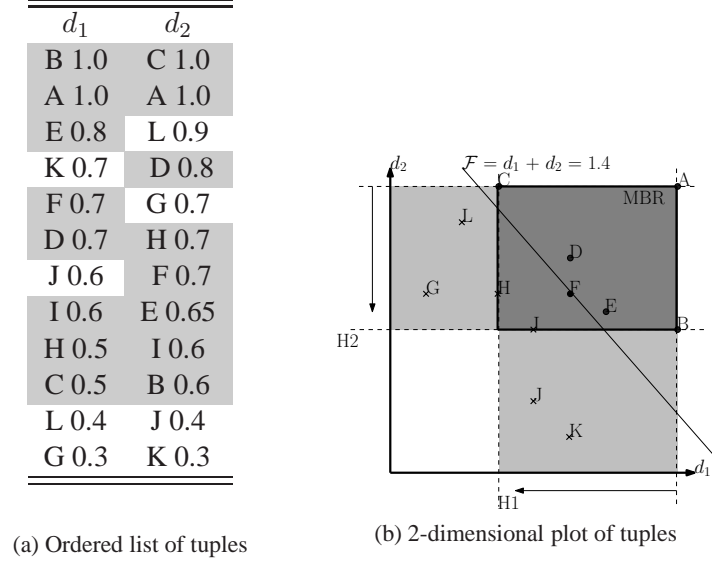 d1 d2
B 1.0 C 1.0
A 1.0 A 1.0
E 0.8 L 0.9
K 0.7 D 0.8
F 0.7 G 0.7
D 0.7 H 0.7
J 0.6 F 0.7
I 0.6 E 0.65
H 0.5 I 0.6
C 0.5 B 0.6
L 0.4 J 0.4
G 0.3 K 0.3
(a) Ordered list of tuples
d2
F = d1 + d2 = 1.4
C
A
MBR
L
D
G
H
F
E
I
B
H2
J
K
d1
H1
(b) 2-dimensional plot of tuples